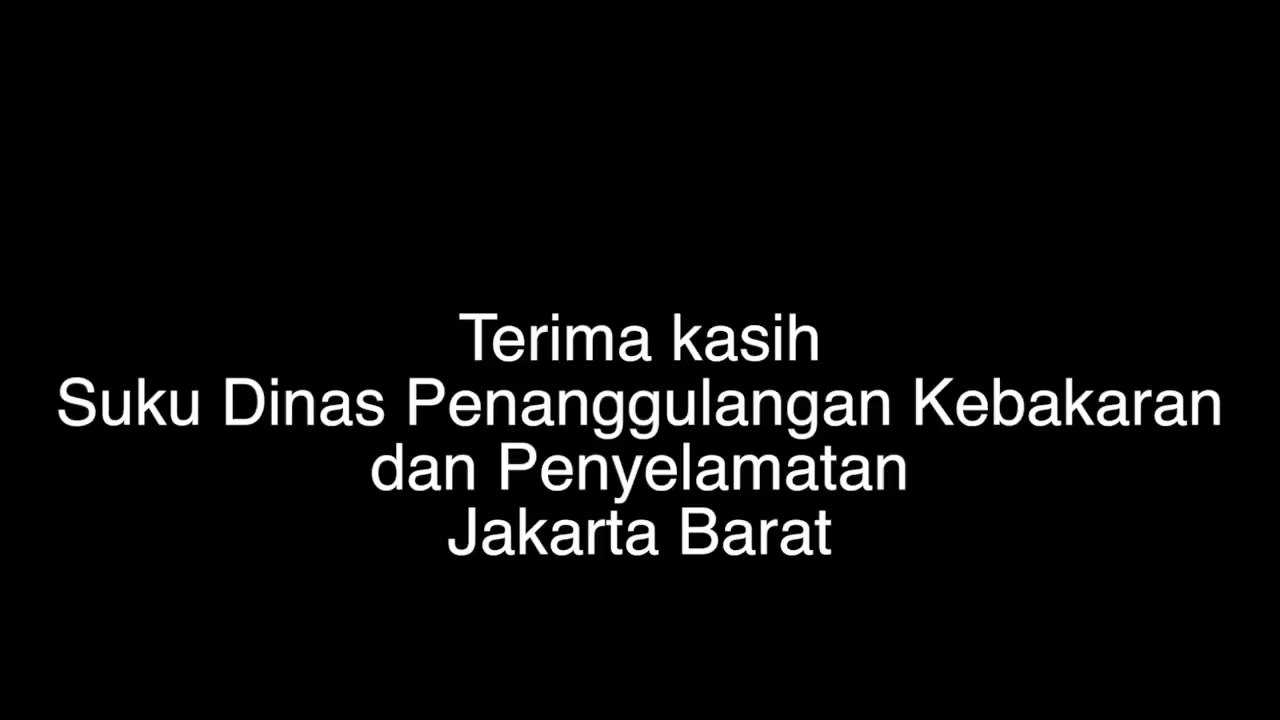 Terima kasih
Suku Dinas Penanggulangan Kebakaran
dan Penyelamatan
Jakarta Barat